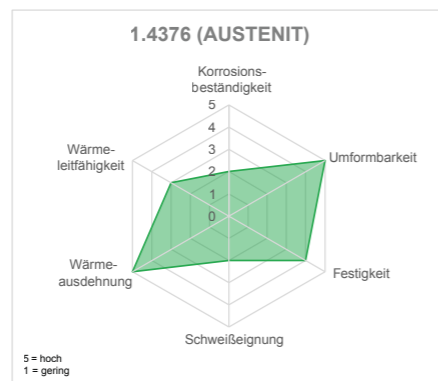 1.4376 (AUSTENIT)
Korrosions-
beständigkeit
5
4
3
2
1
0
Wärme-
leitfähigkeit
Umformbarkeit
Wärme-
ausdehnung
Festigkeit
Schweißeignung
5 = hoch
1 = gering